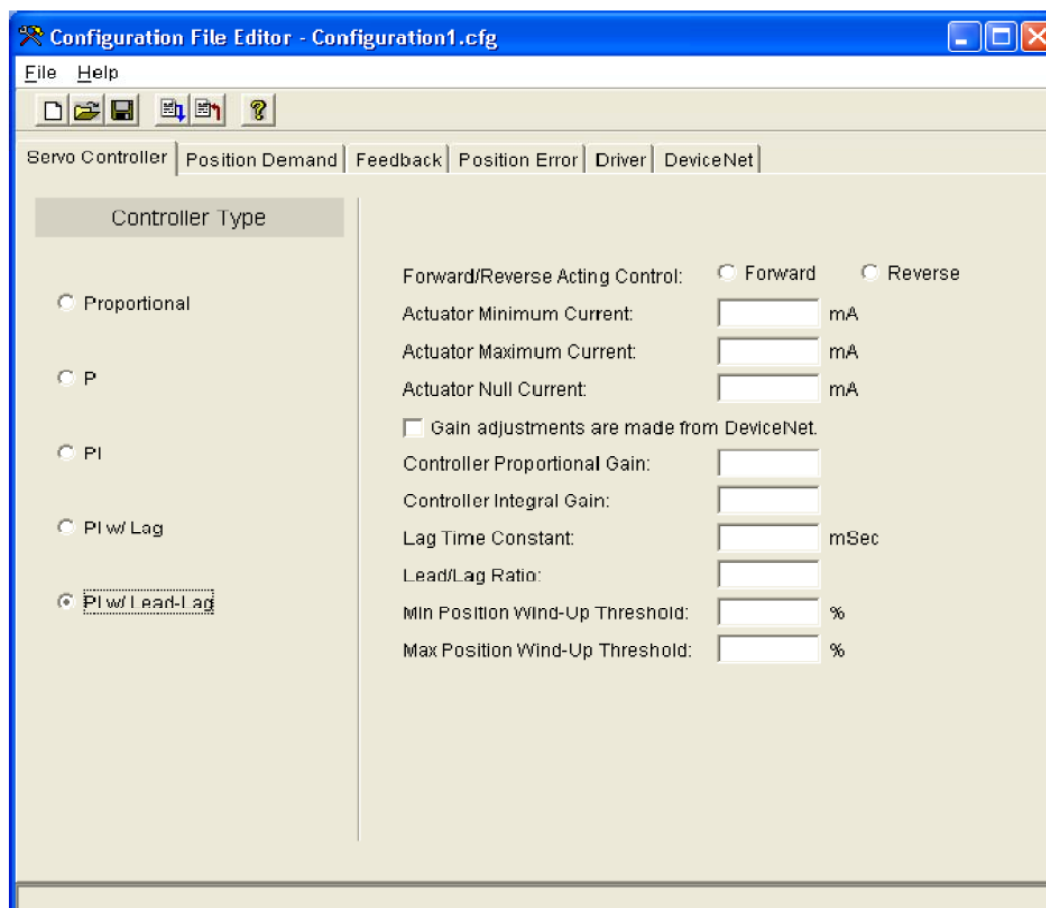 Configuration File Editor - Configuration1.cfg
File Help
Servo Controller Position Demand Feedback Position Error Driver DeviceNet
Controller Type
Proportional
P
PI
PI w/ Lag
PI w/ Lead-Lag
Forward/Reverse Acting Control: Forward Reverse
Actuator Minimum Current: mA
Actuator Maximum Current: mA
Actuator Null Current: mA
Gain adjustments are made from DeviceNet.
Controller Proportional Gain:
Controller Integral Gain:
Lag Time Constant: mSec
Lead/Lag Ratio:
Min Position Wind-Up Threshold: %
Max Position Wind-Up Threshold: %